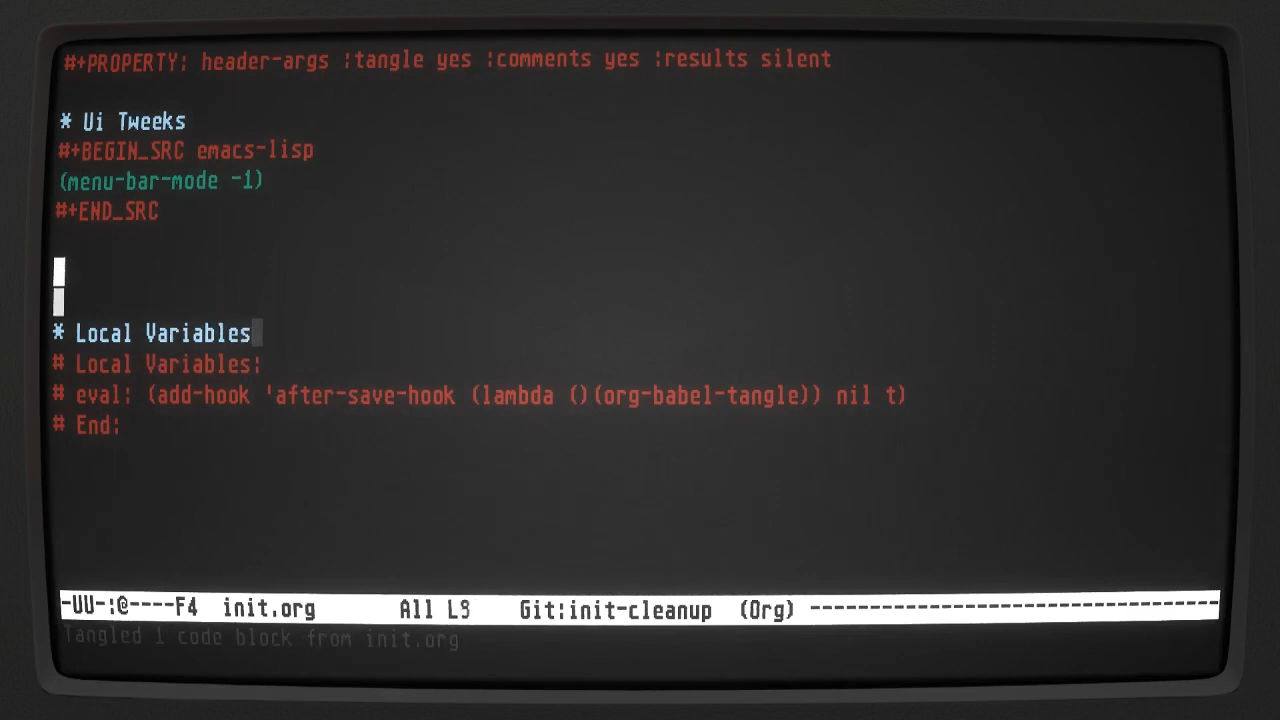 #+PROPERTY: header-args :tangle yes :comments yes :results silent
* Ui Tweeks
#+BEGIN_SRC emacs-lisp
(menu-bar-mode -1)
#+END_SRC
* Local Variables
# Local Variables:
# eval: (add-hook 'after-save-hook (lambda ()(org-babel-tangle)) nil t)
# End:
-UU-:@----F4 init.org All L9 Git:init-cleanup (Org) -----------------------------------
Tangled 1 code block from init.org